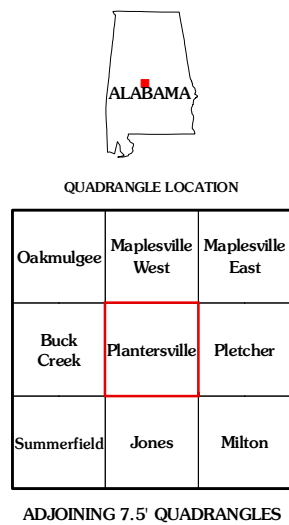 ALABAMA
QUADRANGLE LOCATION
Oakmulgee
Maplesville
West
Maplesville
East
Buck
Creek
Plantersville
Pletcher
Summerfield
Jones
Milton
ADJOINING 7.5' QUADRANGLES